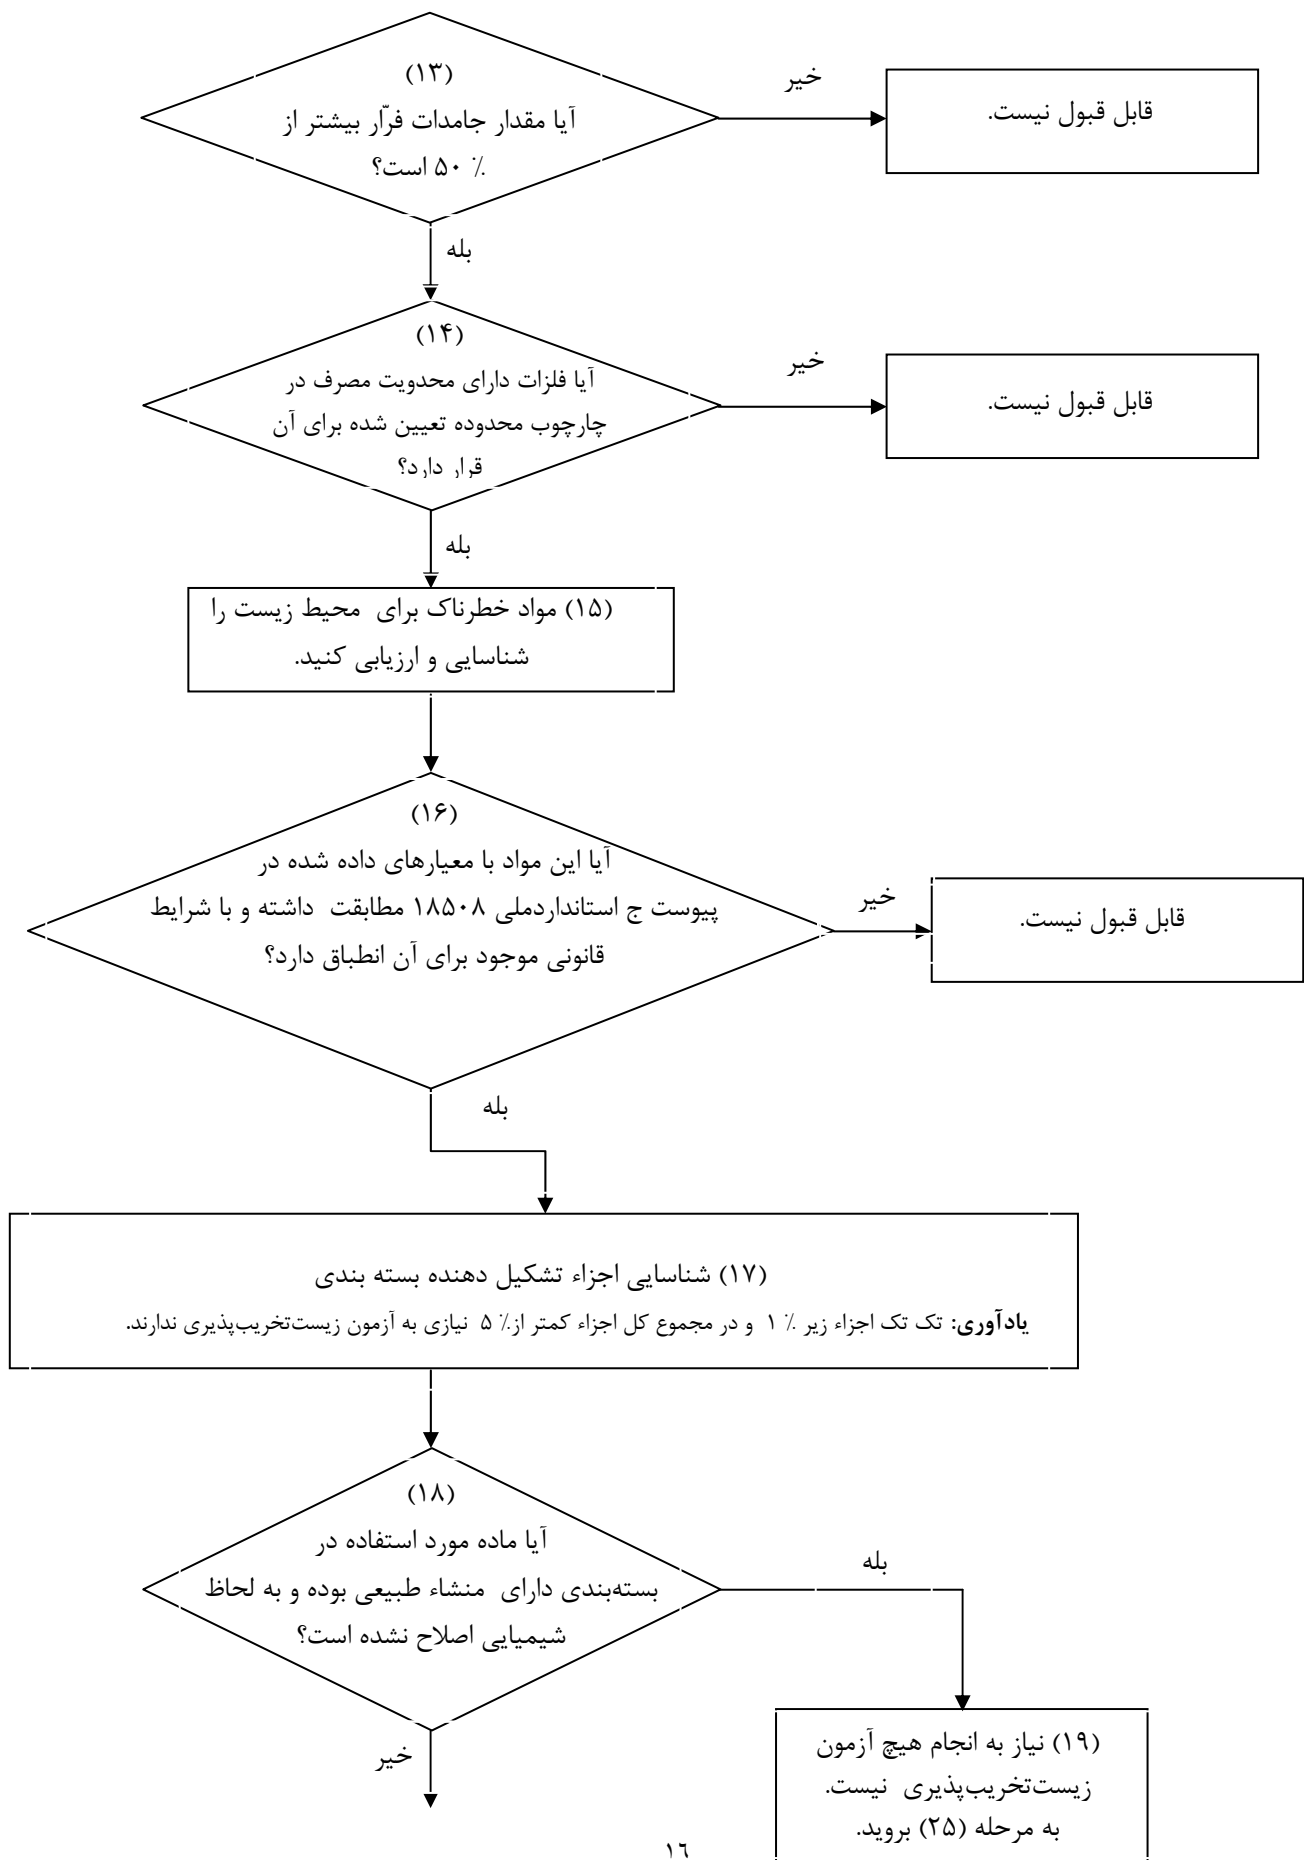 (۱۳)
آیا مقدار جامدات فرّار بیشتر از
٪ ۵۰ است؟
خیر
قابل قبول نیست.
بله
(۱۴)
آیا فلزات دارای محدویت مصرف در
چارچوب محدوده تعیین شده برای آن
قرار دارد؟
خیر
قابل قبول نیست.
بله
(۱۵) مواد خطرناک برای محیط زیست را
شناسایی و ارزیابی کنید.
(۱۶)
آیا این مواد با معیارهای داده شده در
پیوست ج استانداردملی ۱۸۵۰۸ مطابقت داشته و با شرایط
قانونی موجود برای آن انطباق دارد؟
خیر
قابل قبول نیست.
بله
(۱۷) شناسایی اجزاء تشکیل دهنده بسته بندی
یادآوری: تک تک اجزاء زیر ٪ ۱ و در مجموع کل اجزاء کمتر از٪ ۵ نیازی به آزمون زیست‌تخریب‌پذیری ندارند.
(۱۸)
آیا ماده مورد استفاده در
بسته‌بندی دارای منشاء طبیعی بوده و به لحاظ
شیمیایی اصلاح نشده است؟
بله
خیر
(۱۹) نیاز به انجام هیچ آزمون
زیست‌تخریب‌پذیری نیست.
به مرحله (۲۵) بروید.
١٦